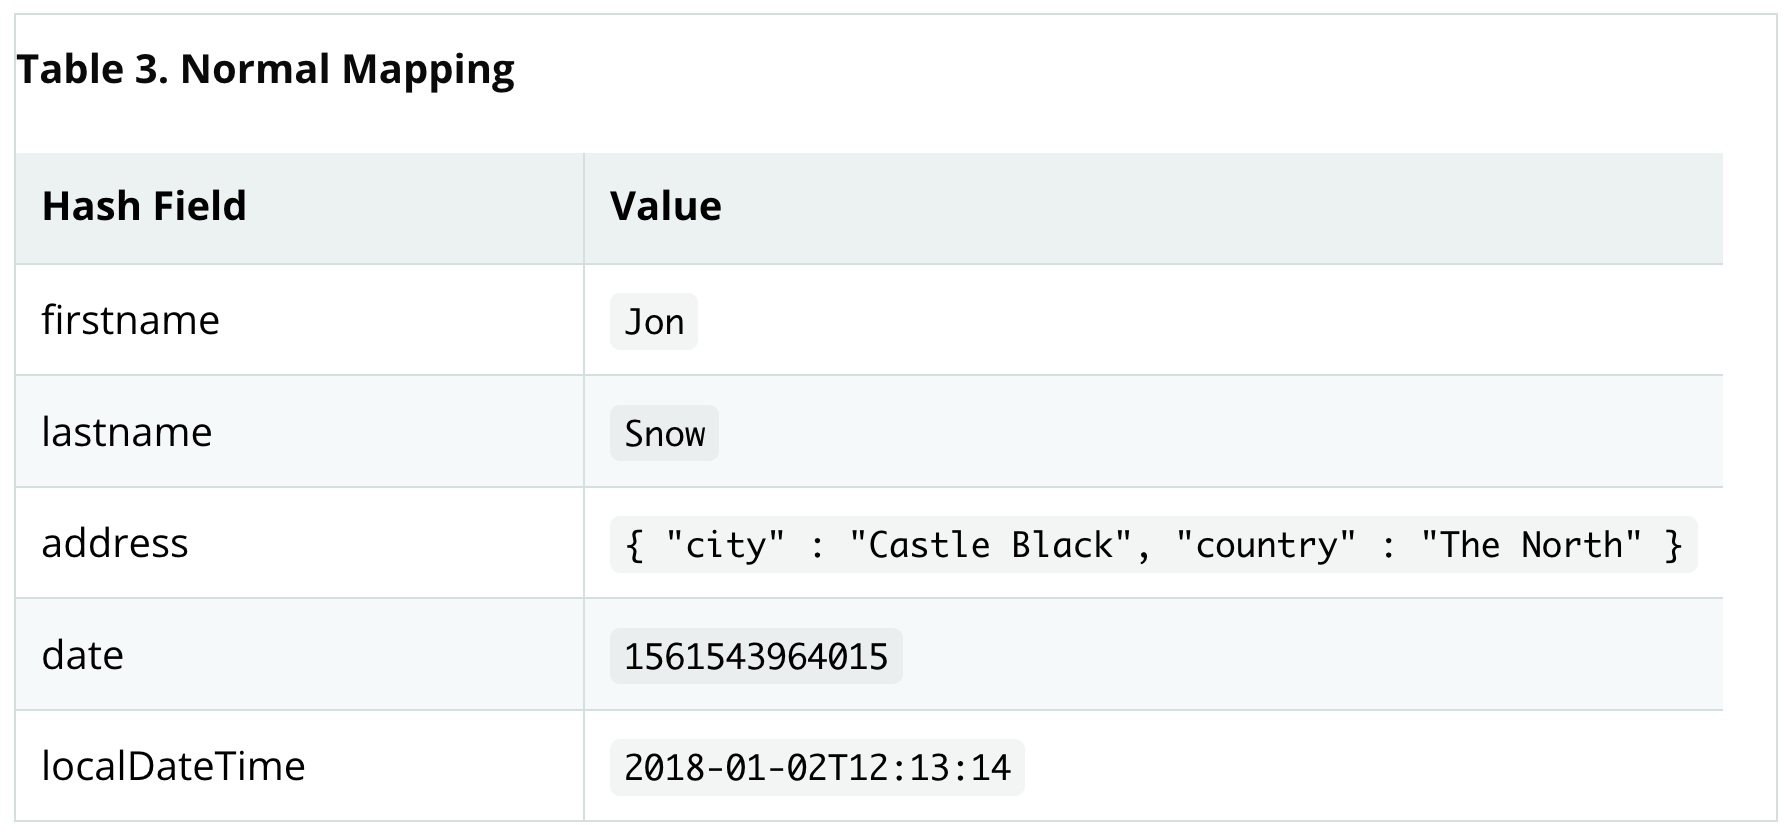 Table 3. Normal Mapping
Hash Field Value
firstname Jon
lastname Snow
address { "city" : "Castle Black", "country" : "The North" }
date 1561543964015
localDateTime 2018-01-02T12:13:14